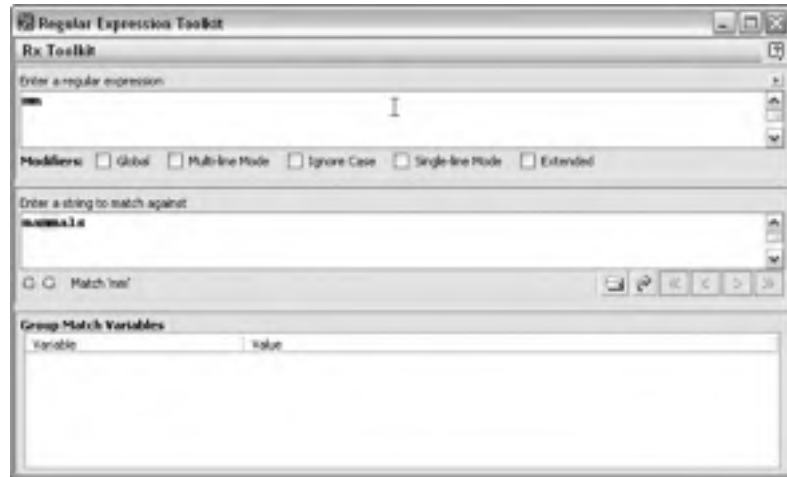 Regular Expression Toolkit
Rx Toolkit
Enter a regular expression
mm
Modifiers: Global Multi-line Mode Ignore Case Single-line Mode Extended
Enter a string to match against
mammals
Match 'mm'
Group Match Variables
Variable Value